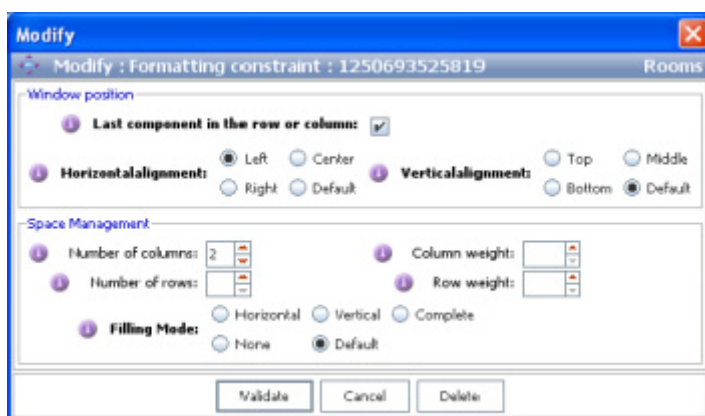 Modify
Modify : Formatting constraint : 1250693525819 Rooms
Window position
Last component in the row or column:
Horizontalalignment: Left Center Right Default Verticalalignment: Top Middle Bottom Default
Space Management
Number of columns: 2 Column weight:
Number of rows: Row weight:
Filling Mode: Horizontal Vertical Complete
None Default
Validate Cancel Delete